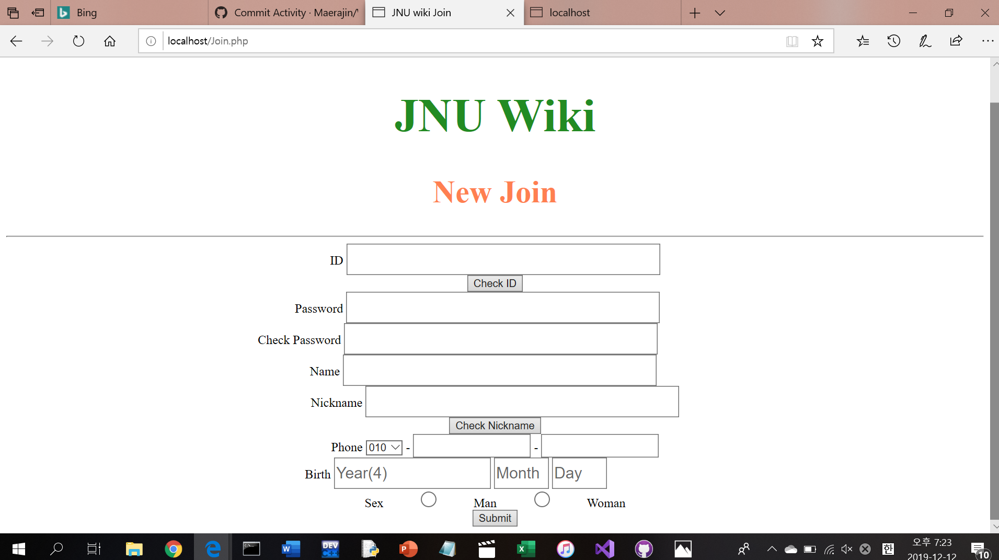 Bing
Commit Activity · Maerajin/
JNU wiki Join
localhost
localhost/Join.php
JNU Wiki
New Join
ID
Check ID
Password
Check Password
Name
Nickname
Check Nickname
Phone 010 - -
Birth Year(4) Month Day
Sex Man Woman
Submit
W
DEV C++
P
X
한
오후 7:23
2019-12-12
10